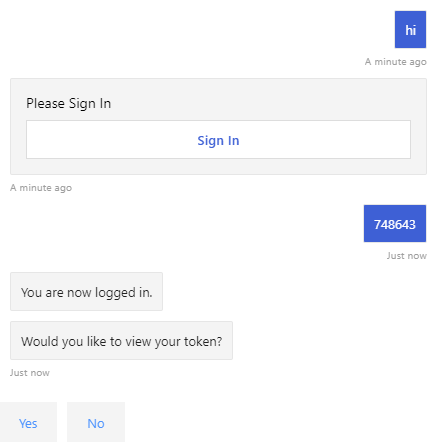 hi
A minute ago
Please Sign In
Sign In
A minute ago
748643
Just now
You are now logged in.
Would you like to view your token?
Just now
Yes
No